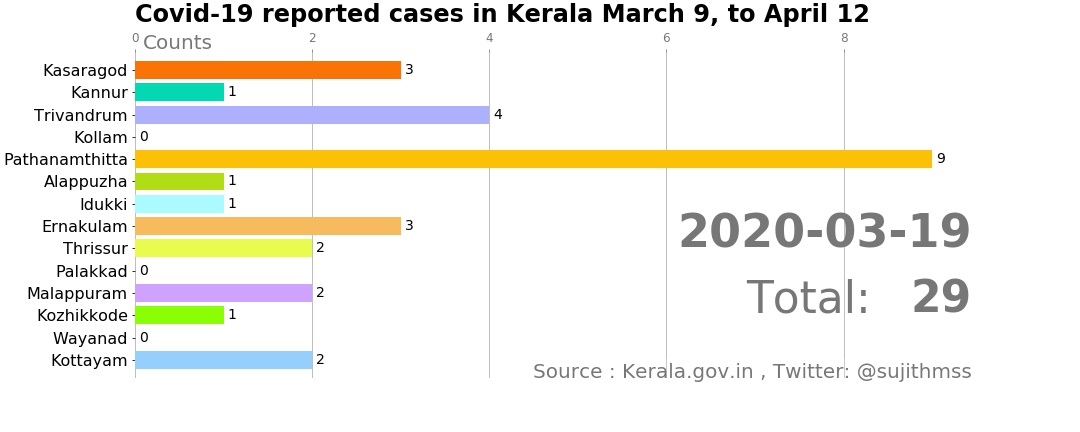 Covid-19 reported cases in Kerala March 9, to April 12
Counts
0 2 4 6 8
Kasaragod 3
Kannur 1
Trivandrum 4
Kollam 0
Pathanamthitta 9
Alappuzha 1
Idukki 1
Ernakulam 3
Thrissur 2
Palakkad 0
Malappuram 2
Kozhikkode 1
Wayanad 0
Kottayam 2
2020-03-19
Total: 29
Source : Kerala.gov.in , Twitter: @sujithmss